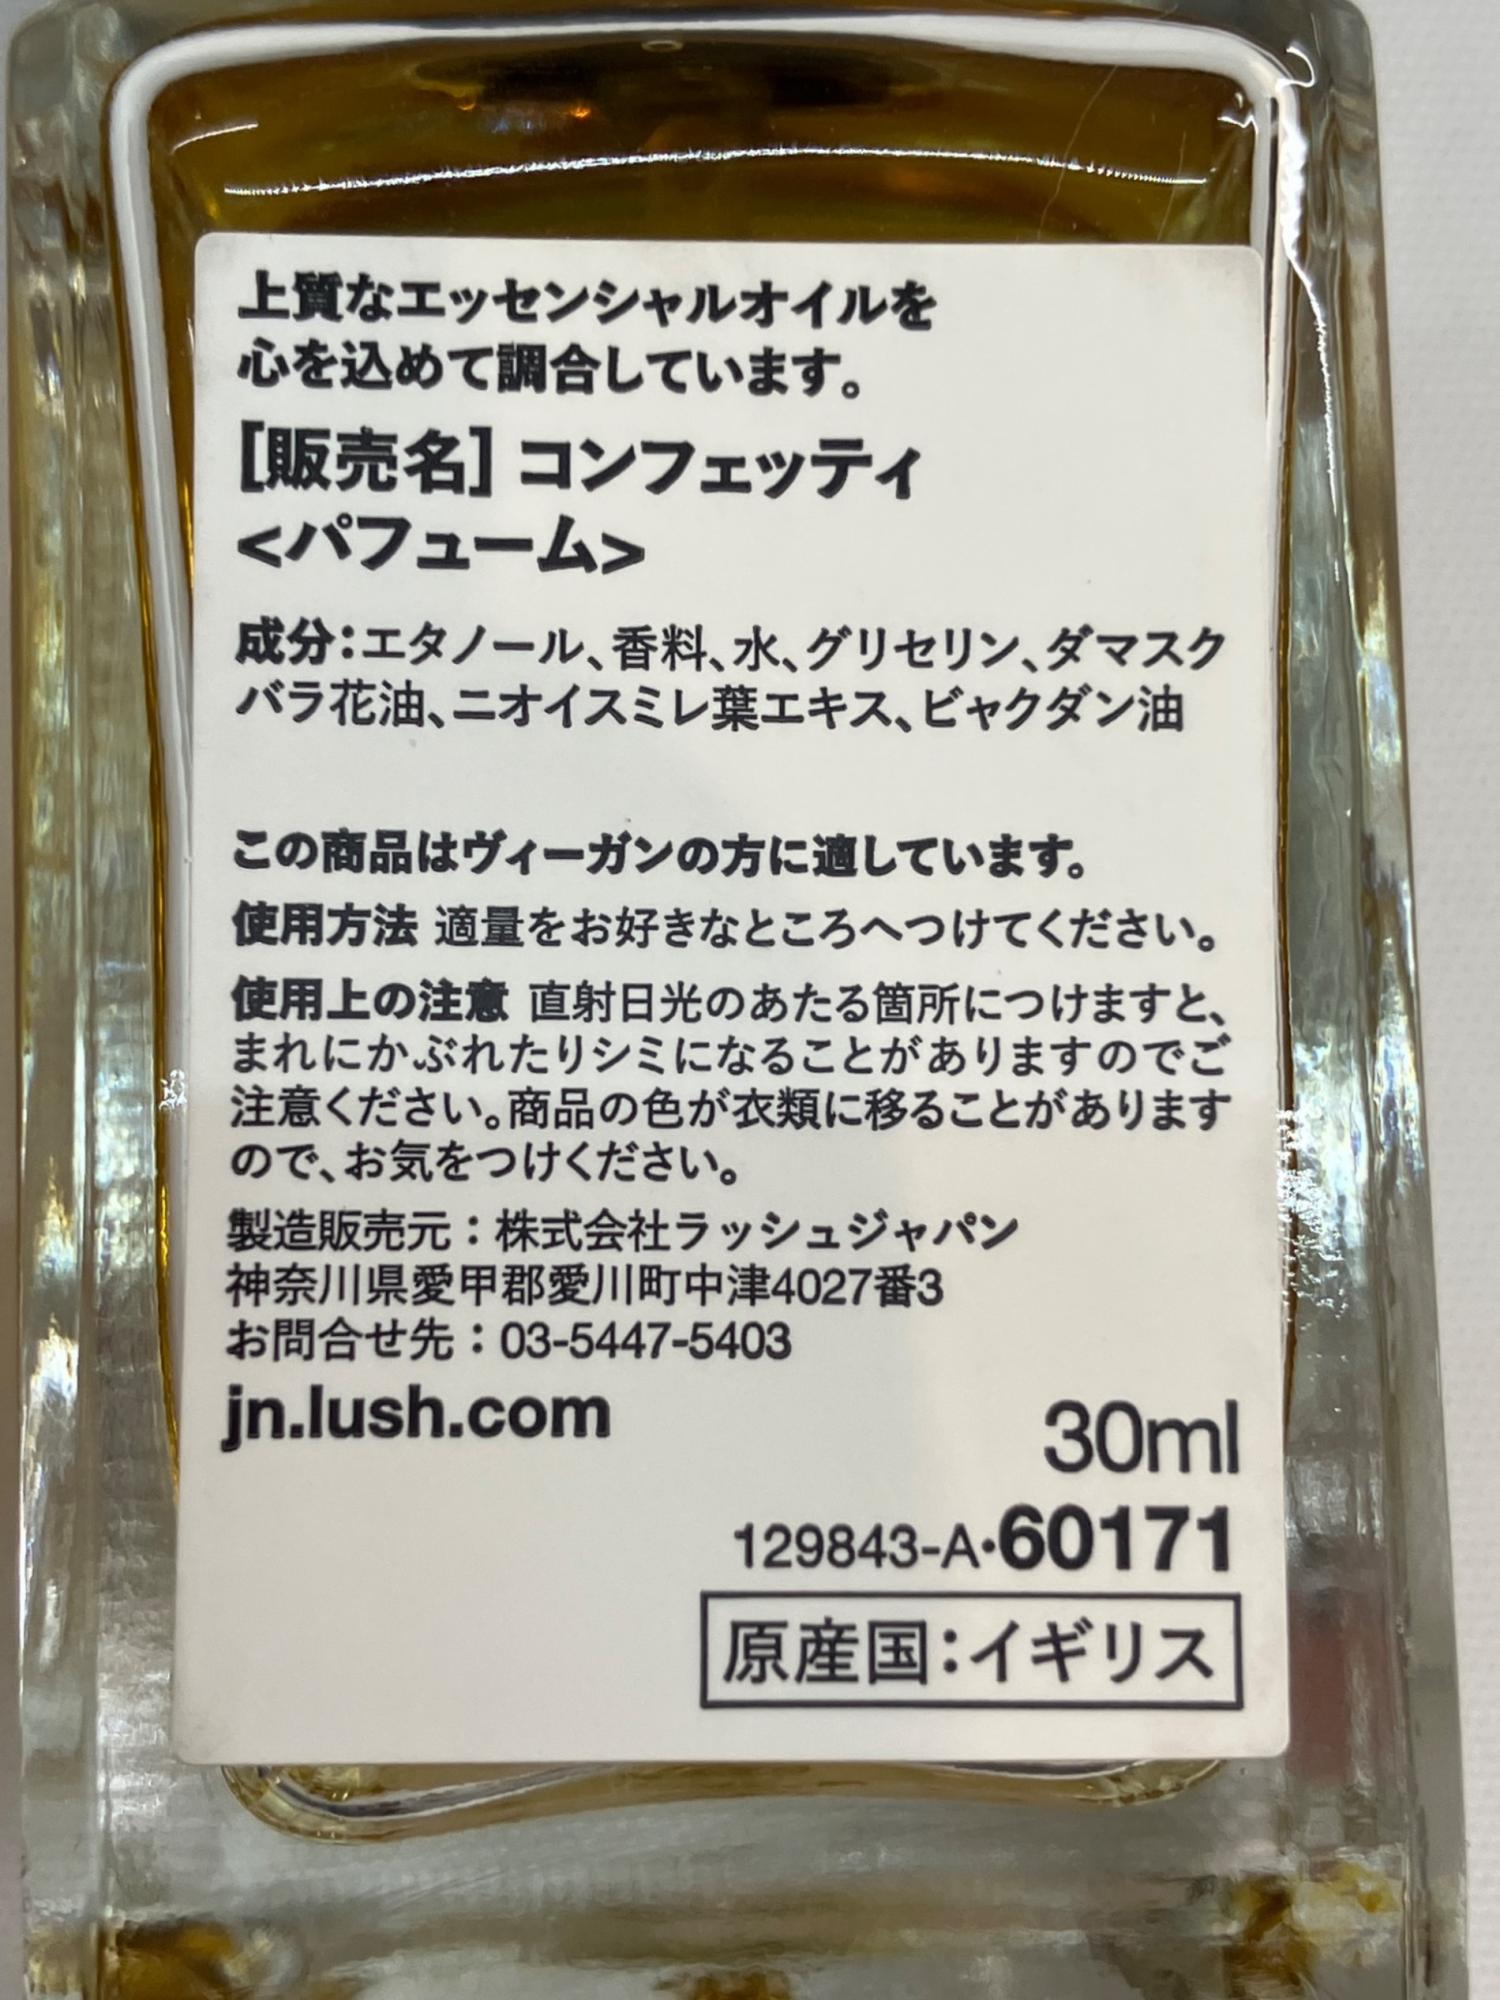 上質なエッセンシャルオイルを
心を込めて調合しています。
[販売名] コンフェッティ
<パフューム>
成分：エタノール、香料、水、グリセリン、ダマスク
バラ花油、ニオイスミレ葉エキス、ビャクダン油
この商品はヴィーガンの方に適しています。
使用方法 適量をお好きなところへつけてください。
使用上の注意 直射日光のあたる箇所につけますと、
まれにかぶれたりシミになることがありますのでご
注意ください。商品の色が衣類に移ることがあります
ので、お気をつけください。
製造販売元：株式会社ラッシュジャパン
神奈川県愛甲郡愛川町中津4027番3
お問合せ先：03-5447-5403
jn.lush.com
30ml
129843-A·60171
原産国：イギリス